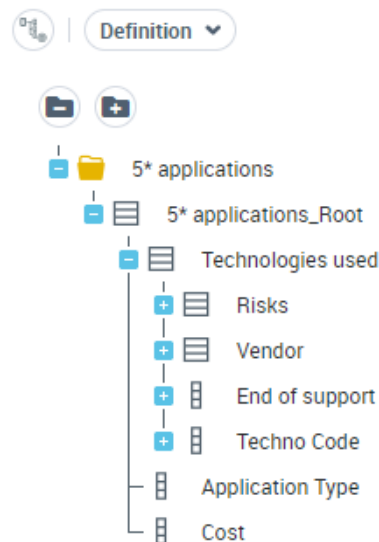 Definition
5* applications
5* applications_Root
Technologies used
Risks
Vendor
End of support
Techno Code
Application Type
Cost